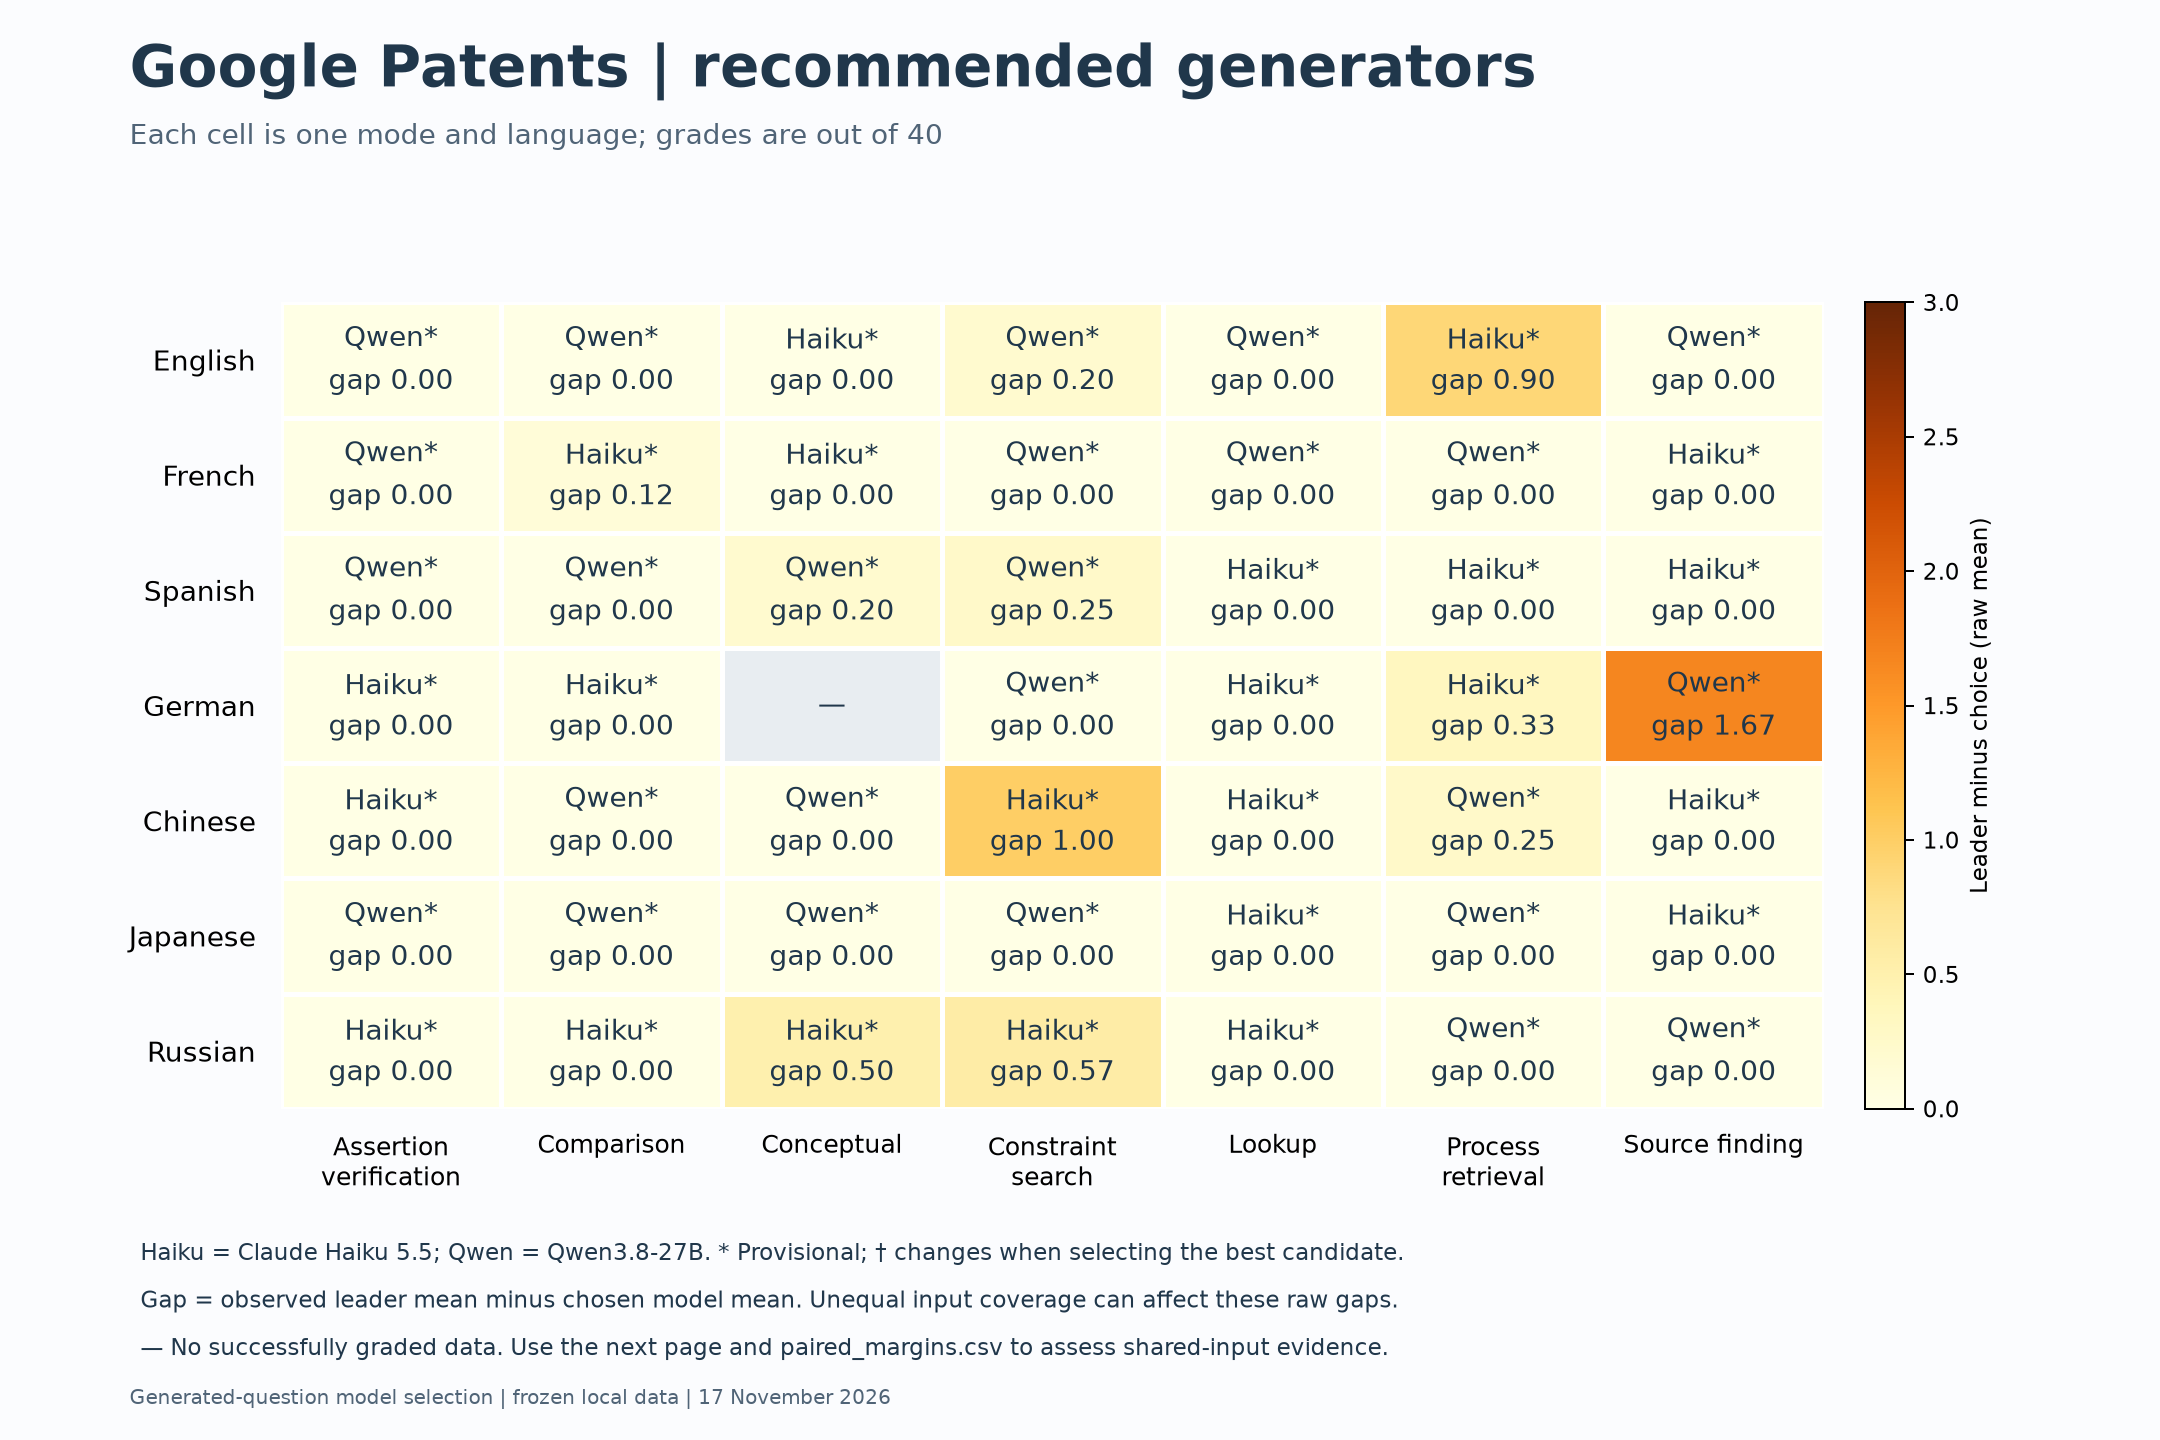 Google Patents | recommended generators
Each cell is one mode and language; grades are out of 40
English
Qwen* Qwen* Haiku* Qwen* Qwen* Haiku* Qwen*
gap 0.00 gap 0.00 gap 0.00 gap 0.20 gap 0.00 gap 0.90 gap 0.00
French
Qwen* Haiku* Haiku* Qwen* Qwen* Qwen* Haiku*
gap 0.00 gap 0.12 gap 0.00 gap 0.00 gap 0.00 gap 0.00 gap 0.00
Spanish
Qwen* Qwen* Qwen* Qwen* Haiku* Haiku* Haiku*
gap 0.00 gap 0.00 gap 0.20 gap 0.25 gap 0.00 gap 0.00 gap 0.00
German
Haiku* Haiku* — Qwen* Haiku* Haiku* Qwen*
gap 0.00 gap 0.00 gap 0.00 gap 0.00 gap 0.33 gap 1.67
Chinese
Haiku* Qwen* Qwen* Haiku* Haiku* Qwen* Haiku*
gap 0.00 gap 0.00 gap 0.00 gap 1.00 gap 0.00 gap 0.25 gap 0.00
Japanese
Qwen* Qwen* Qwen* Qwen* Haiku* Qwen* Haiku*
gap 0.00 gap 0.00 gap 0.00 gap 0.00 gap 0.00 gap 0.00 gap 0.00
Russian
Haiku* Haiku* Haiku* Haiku* Haiku* Qwen* Qwen*
gap 0.00 gap 0.00 gap 0.50 gap 0.57 gap 0.00 gap 0.00 gap 0.00
Assertion
verification
Comparison
Conceptual
Constraint
search
Lookup
Process
retrieval
Source finding
3.0
2.5
2.0
1.5
1.0
0.5
0.0
Leader minus choice (raw mean)
Haiku = Claude Haiku 5.5; Qwen = Qwen3.8-27B. * Provisional; † changes when selecting the best candidate.
Gap = observed leader mean minus chosen model mean. Unequal input coverage can affect these raw gaps.
— No successfully graded data. Use the next page and paired_margins.csv to assess shared-input evidence.
Generated-question model selection | frozen local data | 17 November 2026